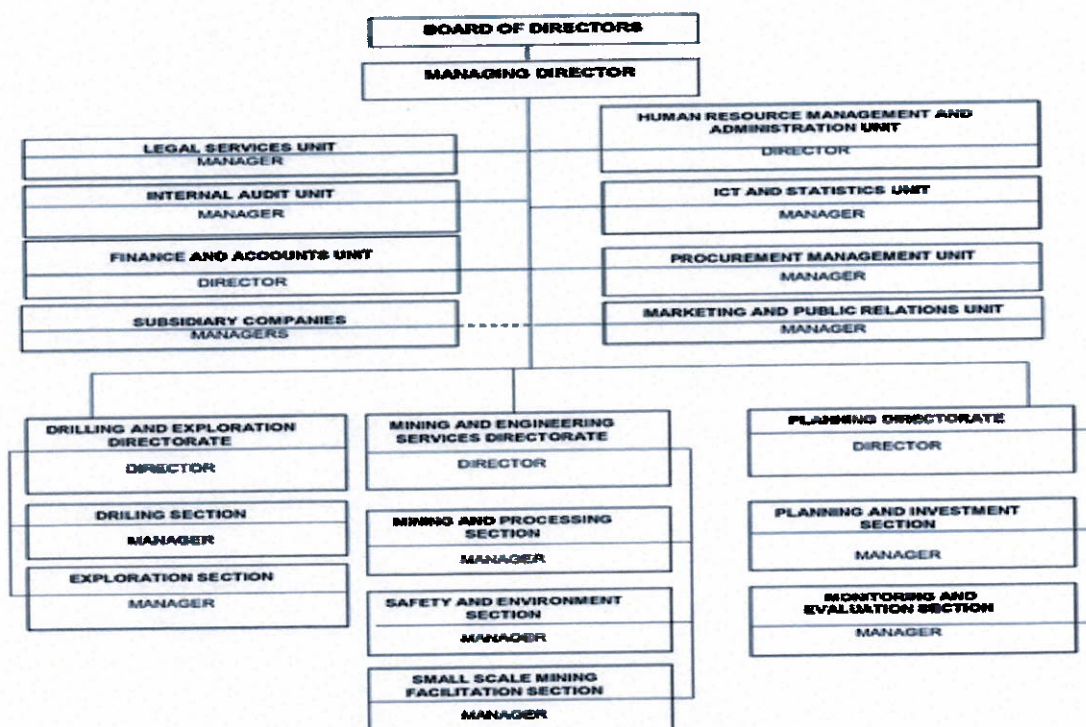 BOARD OF DIRECTORS
MANAGING DIRECTOR
LEGAL SERVICES UNIT
MANAGER
INTERNAL AUDIT UNIT
MANAGER
FINANCE AND ACCOUNTS UNIT
DIRECTOR
SUBSIDIARY COMPANIES
MANAGERS
HUMAN RESOURCE MANAGEMENT AND
ADMINISTRATION UNIT
DIRECTOR
ICT AND STATISTICS UNIT
MANAGER
PROCUREMENT MANAGEMENT UNIT
MANAGER
MARKETING AND PUBLIC RELATIONS UNIT
MANAGER
DRILLING AND EXPLORATION
DIRECTORATE
DIRECTOR
DRILING SECTION
MANAGER
EXPLORATION SECTION
MANAGER
MINING AND ENGINEERING
SERVICES DIRECTORATE
DIRECTOR
MINING AND PROCESSING
SECTION
MANAGER
SAFETY AND ENVIRONMENT
SECTION
MANAGER
SMALL SCALE MINING
FACILITATION SECTION
MANAGER
PLANNING DIRECTORATE
DIRECTOR
PLANNING AND INVESTMENT
SECTION
MANAGER
MONITORING AND
EVALUATION SECTION
MANAGER